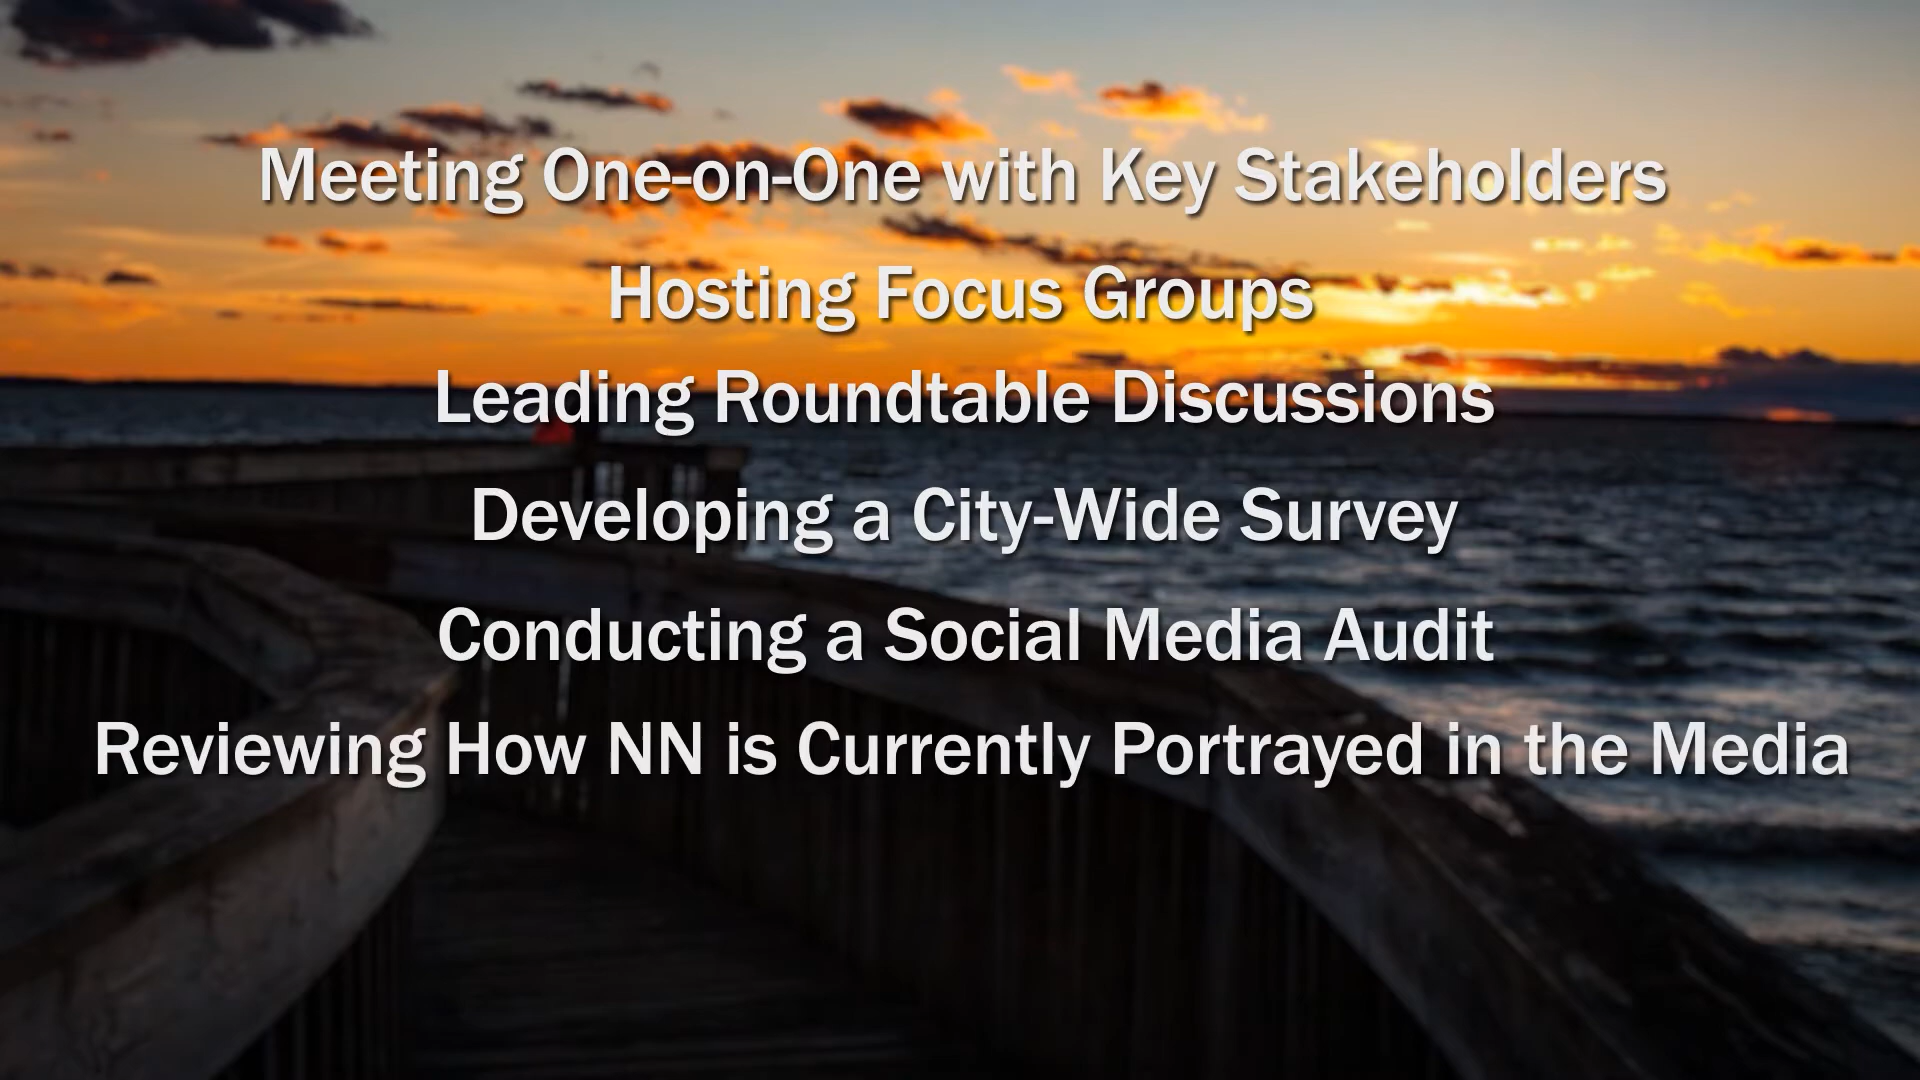 Meeting One-on-One with Key Stakeholders
Hosting Focus Groups
Leading Roundtable Discussions
Developing a City-Wide Survey
Conducting a Social Media Audit
Reviewing How NN is Currently Portrayed in the Media